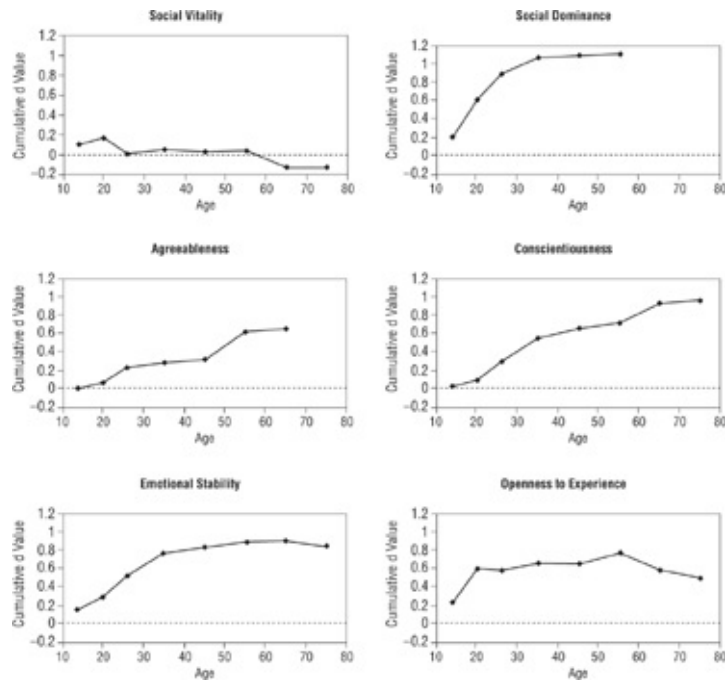 Social Vitality
Cumulative d Value
1.2
1
0.8
0.6
0.4
0.2
0
−0.2
10 20 30 40 50 60 70 80
Age
Social Dominance
Cumulative d Value
1.2
1
0.8
0.6
0.4
0.2
0
−0.2
10 20 30 40 50 60 70 80
Age
Agreeableness
Cumulative d Value
1.2
1
0.8
0.6
0.4
0.2
0
−0.2
10 20 30 40 50 60 70 80
Age
Conscientiousness
Cumulative d Value
1.2
1
0.8
0.6
0.4
0.2
0
−0.2
10 20 30 40 50 60 70 80
Age
Emotional Stability
Cumulative d Value
1.2
1
0.8
0.6
0.4
0.2
0
−0.2
10 20 30 40 50 60 70 80
Age
Openness to Experience
Cumulative d Value
1.2
1
0.8
0.6
0.4
0.2
0
−0.2
10 20 30 40 50 60 70 80
Age